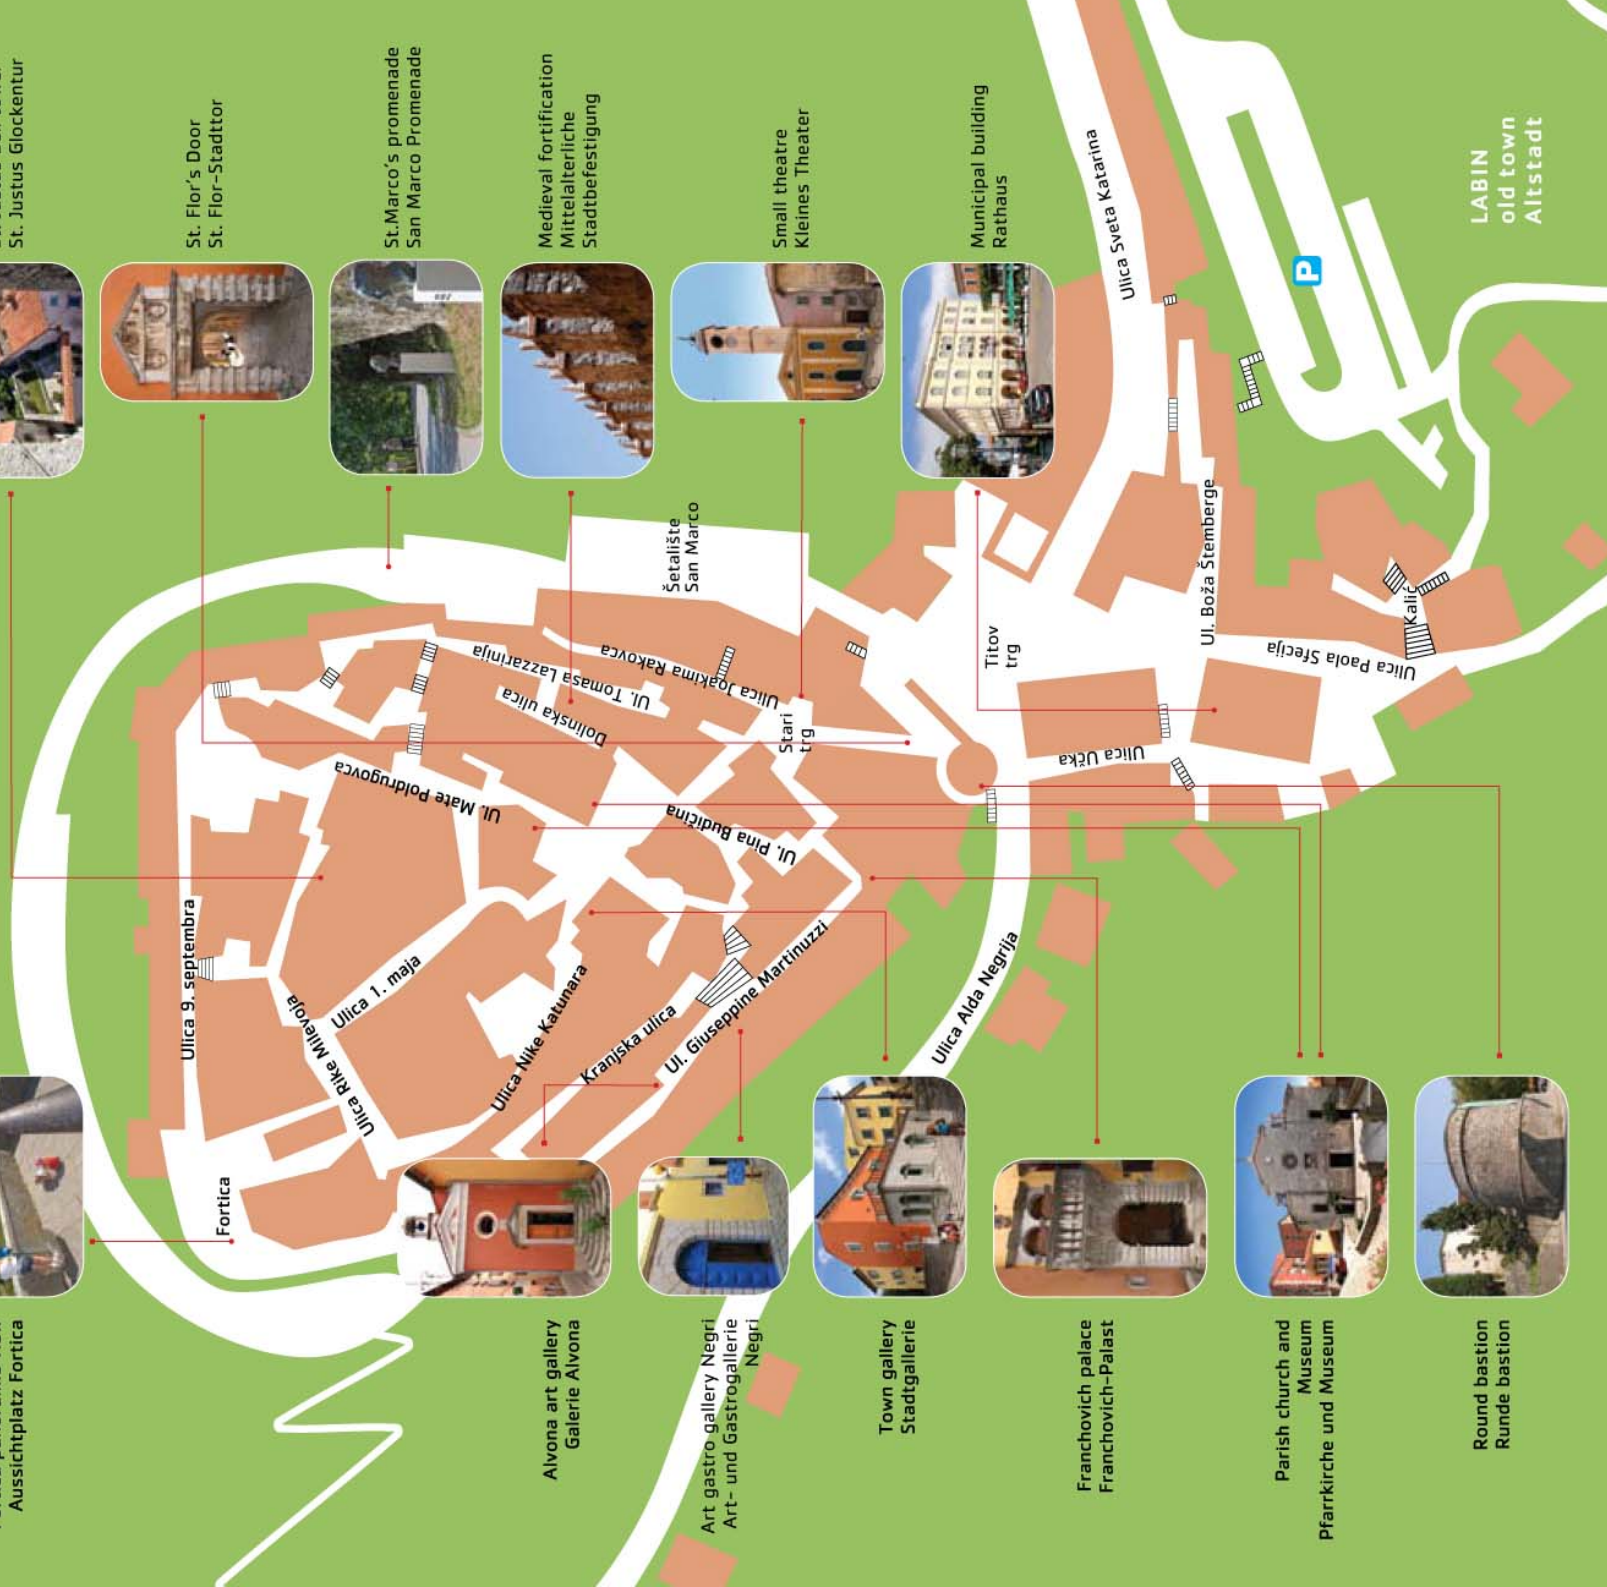 Aussichtplatz Fortica
Alvona art gallery
Galerie Alvona
Art gastro gallery Negri
Art- und Gastrogallerie
Negri
Town gallery
Stadtgallerie
Franchovich palace
Franchovich-Palast
Parish church and
Museum
Pfarrkirche und Museum
Round bastion
Runde bastion
Fortica
Ulica 9. septembra
Ulica Rike Milevoja
Ulica 1. maja
Ul. Mate Poldrugovca
Ulica Nike Katunara
Kranjska ulica
Ul. Giuseppine Martinuzzi
Ul. Pina Budičina
Dolinska ulica
Ul. Tomasa Lazzarinija
Ulica Joakima Rakovca
Šetalište
San Marco
Stari
trg
Ulica Alda Negrija
Titov
trg
Ulica Učka
Ulica Sveta Katarina
Ul. Boža Štemberge
Ulica Paola Sfecija
Kalić
P
St. Justus Glockentur
St. Flor's Door
St. Flor-Stadttor
St.Marco's promenade
San Marco Promenade
Medieval fortification
Mittelalterliche
Stadtbefestigung
Small theatre
Kleines Theater
Municipal building
Rathaus
LABIN
old town
Altstadt